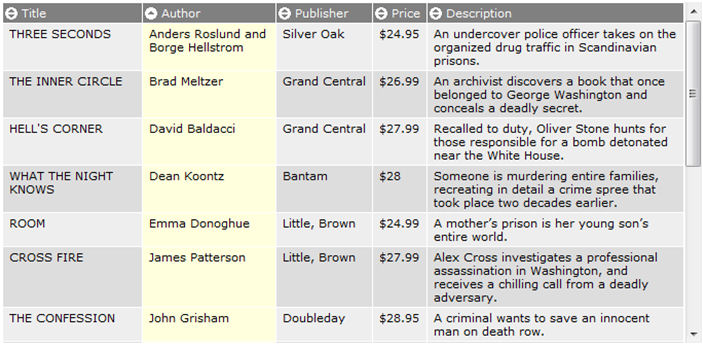 Title Author Publisher Price Description
THREE SECONDS Anders Roslund and Silver Oak $24.95 An undercover police officer takes on the
Borge Hellstrom organized drug traffic in Scandinavian
prisons.
THE INNER CIRCLE Brad Meltzer Grand Central $26.99 An archivist discovers a book that once
belonged to George Washington and
conceals a deadly secret.
HELL'S CORNER David Baldacci Grand Central $27.99 Recalled to duty, Oliver Stone hunts for
those responsible for a bomb detonated
near the White House.
WHAT THE NIGHT Dean Koontz Bantam $28 Someone is murdering entire families,
KNOWS recreating in detail a crime spree that
took place two decades earlier.
ROOM Emma Donoghue Little, Brown $24.99 A mother’s prison is her young son’s
entire world.
CROSS FIRE James Patterson Little, Brown $27.99 Alex Cross investigates a professional
assassination in Washington, and
receives a chilling call from a deadly
adversary.
THE CONFESSION John Grisham Doubleday $28.95 A criminal wants to save an innocent
man on death row.